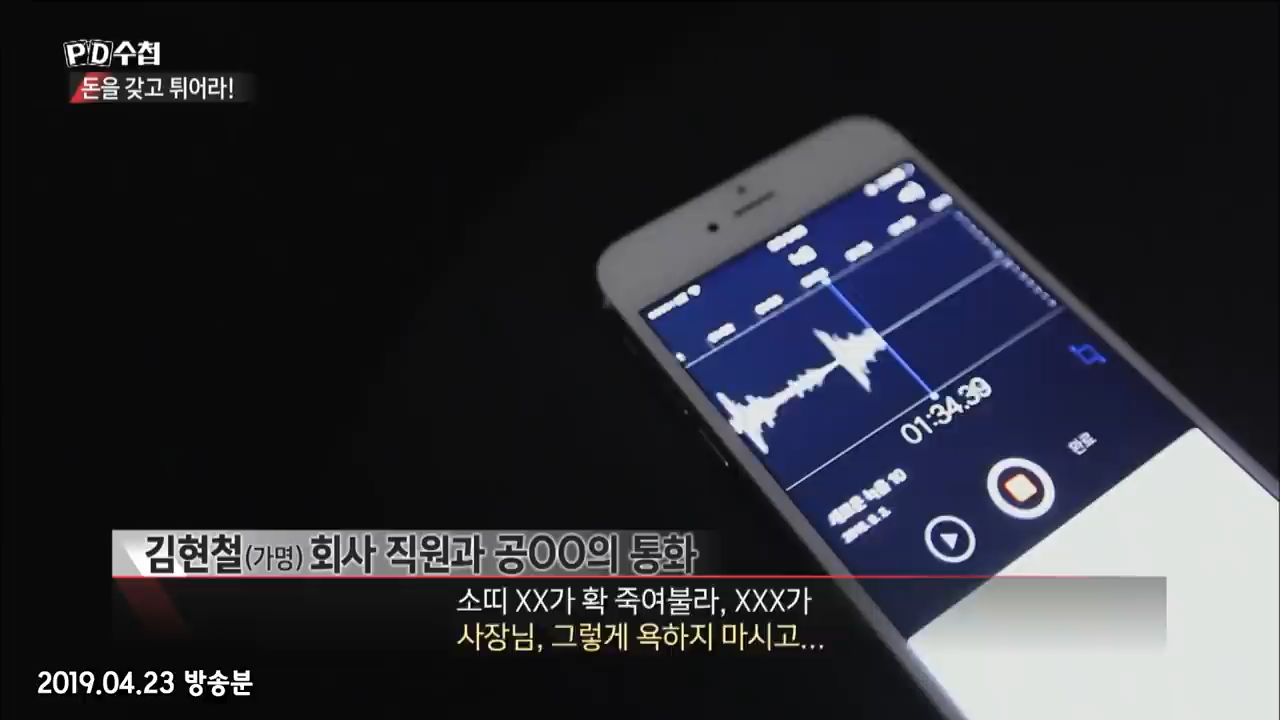 PD수첩
돈을 갖고 튀어라!
01:34.39
완료
김현철(가명) 회사 직원과 공OO의 통화
소띠 XX가 확 죽여불라, XXX가
사장님, 그렇게 욕하지 마시고...
2019.04.23 방송분